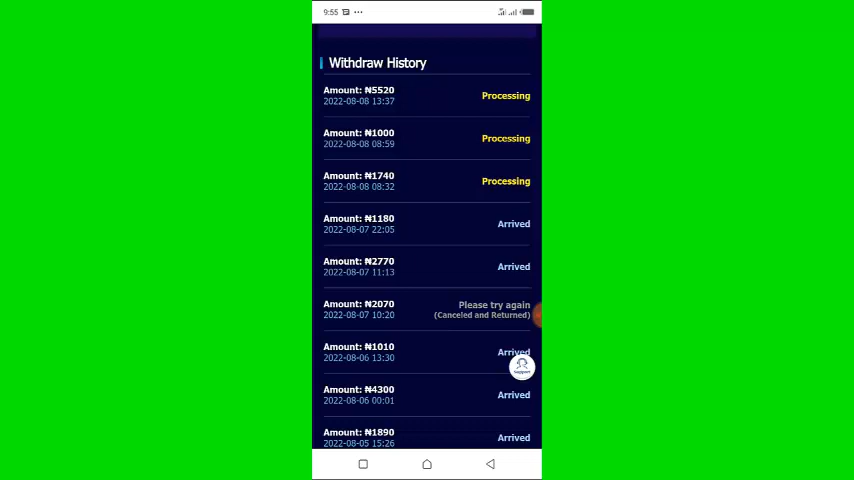 9:55
Withdraw History
Amount: ₦5520
2022-08-08 13:37
Processing
Amount: ₦1000
2022-08-08 08:59
Processing
Amount: ₦1740
2022-08-08 08:32
Processing
Amount: ₦1180
2022-08-07 22:05
Arrived
Amount: ₦2770
2022-08-07 11:13
Arrived
Amount: ₦2070
2022-08-07 10:20
Please try again
(Canceled and Returned)
Amount: ₦1010
2022-08-06 13:30
Arrived
Support
Amount: ₦4300
2022-08-06 00:01
Arrived
Amount: ₦1890
2022-08-05 15:26
Arrived